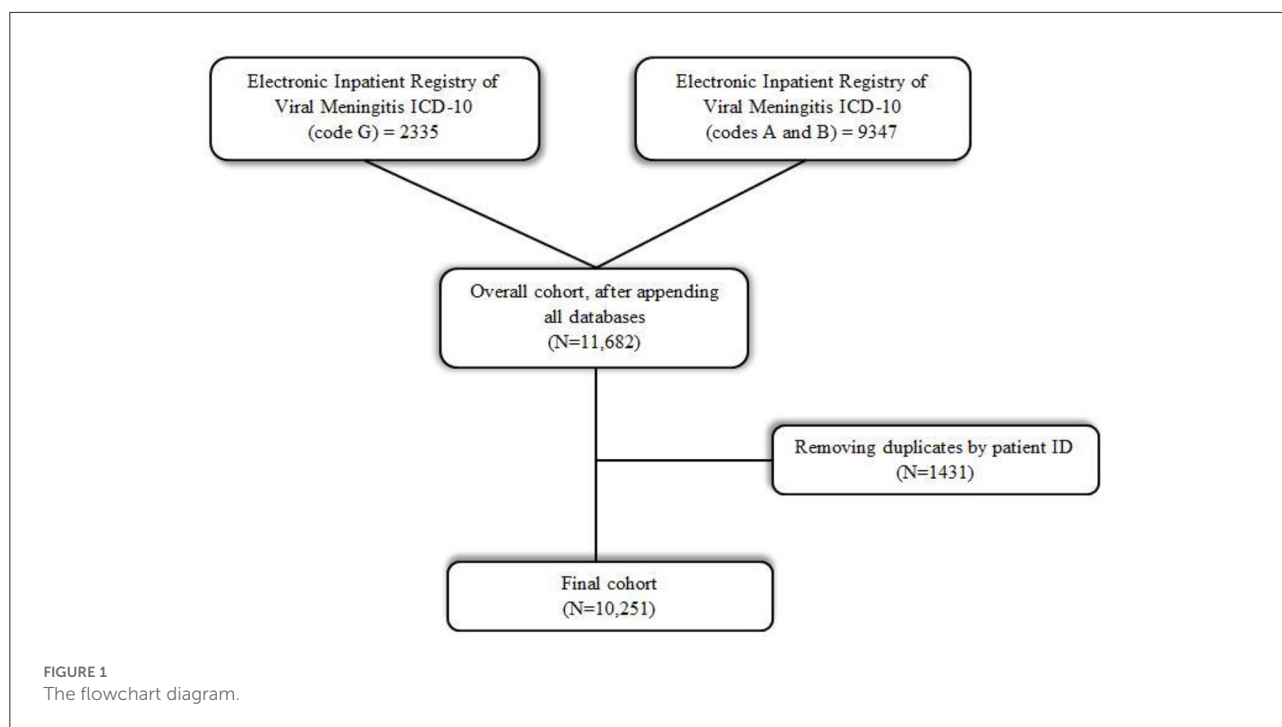 Electronic Inpatient Registry of
Viral Meningitis ICD-10
(code G) = 2335
Electronic Inpatient Registry of
Viral Meningitis ICD-10
(codes A and B) = 9347
Overall cohort, after appending
all databases
(N=11,682)
Removing duplicates by patient ID
(N=1431)
Final cohort
(N=10,251)
FIGURE 1
The flowchart diagram.